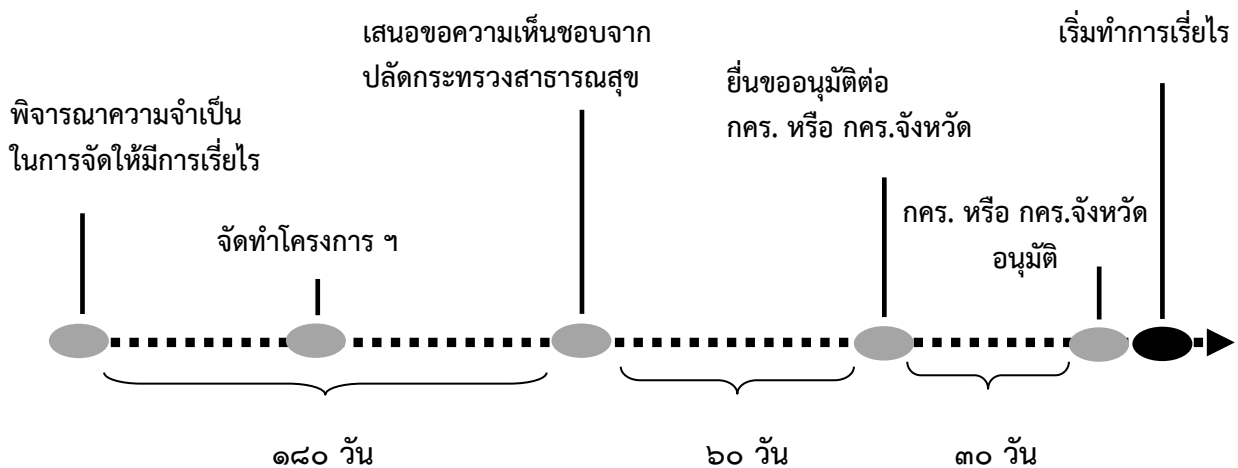 เสนอขอความเห็นชอบจาก
ปลัดกระทรวงสาธารณสุข
เริ่มทำการเรี่ยไร
ยื่นขออนุมัติต่อ
กคร. หรือ กคร.จังหวัด
พิจารณาความจำเป็น
ในการจัดให้มีการเรี่ยไร
กคร. หรือ กคร.จังหวัด
อนุมัติ
จัดทำโครงการ ฯ
๑๘๐ วัน
๖๐ วัน
๓๐ วัน